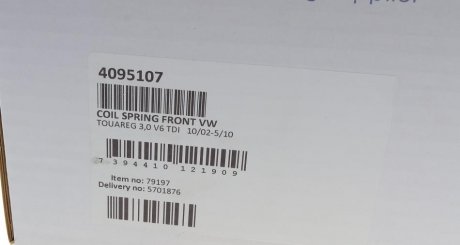 4095107
COIL SPRING FRONT VW
TOUAREG 3,0 V6 TDI 10/02-5/10
7 394410 121909
Item no: 79197
Delivery no: 5701876